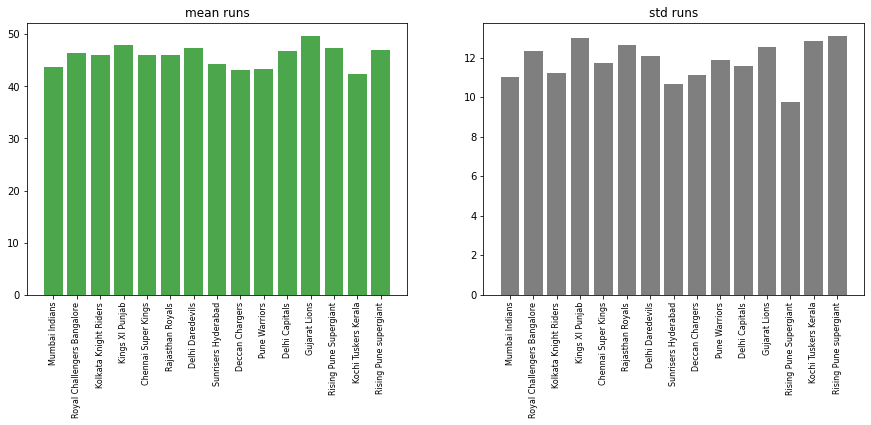 mean runs
50
40
30
20
10
0
Mumbai Indians
Royal Challengers Bangalore
Kolkata Knight Riders
Kings XI Punjab
Chennai Super Kings
Rajasthan Royals
Delhi Daredevils
Sunrisers Hyderabad
Deccan Chargers
Pune Warriors
Delhi Capitals
Gujarat Lions
Rising Pune Supergiant
Kochi Tuskers Kerala
Rising Pune supergiant
std runs
12
10
8
6
4
2
0
Mumbai Indians
Royal Challengers Bangalore
Kolkata Knight Riders
Kings XI Punjab
Chennai Super Kings
Rajasthan Royals
Delhi Daredevils
Sunrisers Hyderabad
Deccan Chargers
Pune Warriors
Delhi Capitals
Gujarat Lions
Rising Pune Supergiant
Kochi Tuskers Kerala
Rising Pune supergiant